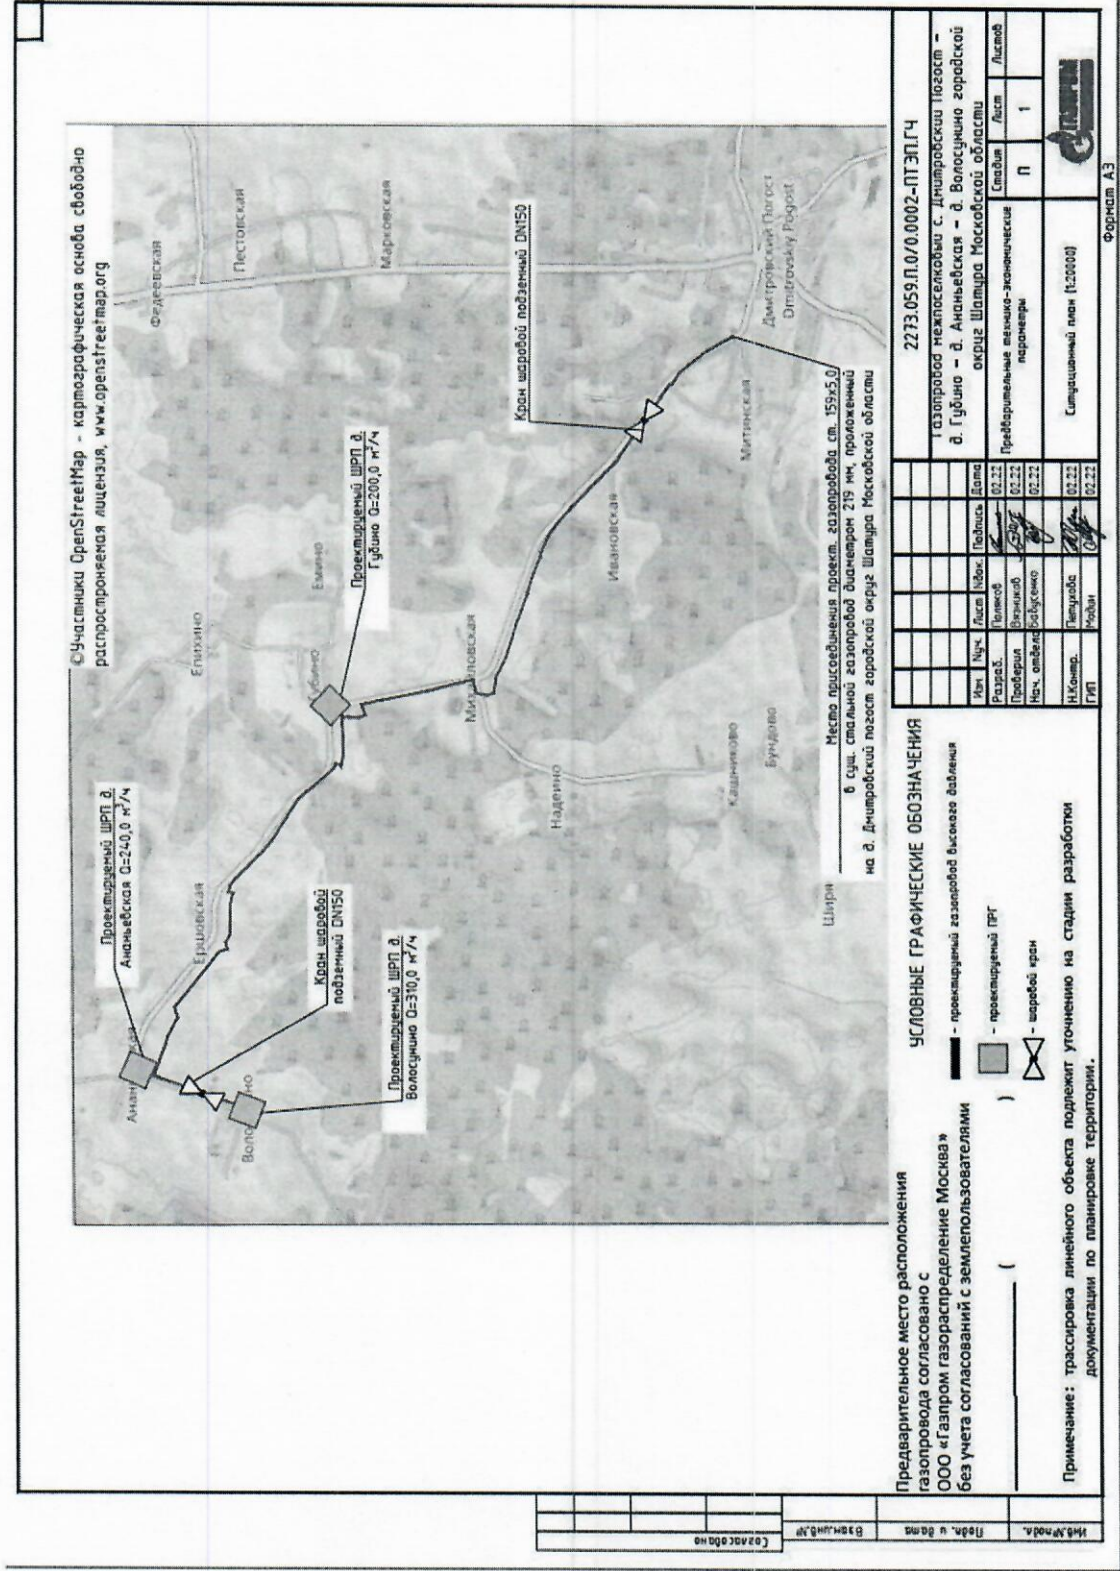 ©Участники OpenStreetMap - картографическая основа свободно
распространяемая лицензия, www.openstreetmap.org
Проектируемый ШРП д.
Ананьевская Q=240,0 м³/ч
Проектируемый ШРП д.
Губино Q=200,0 м³/ч
Кран шаровой подземный DN150
Кран шаровой
подземный DN150
Проектируемый ШРП д.
Волосунино Q=310,0 м³/ч
Федеевская
Пестовская
Марковская
Епихино
Емино
Ершовская
Надеино
Ивановская
Митинская
Дмитровский Погост
Dmitrovskiy Pogost
Кашниково
Бундово
Ширя
Место присоединения проект. газопровода ст. 159х5,0
в сущ. стальной газопровод диаметром 219 мм, проложенный
на д. Дмитровский погост городской округ Шатура Московской области
Предварительное место расположения
газопровода согласовано с
ООО «Газпром газораспределение Москва»
без учета согласований с землепользователями
( )
УСЛОВНЫЕ ГРАФИЧЕСКИЕ ОБОЗНАЧЕНИЯ
- проектируемый газопровод высокого давления
- проектируемый ПРГ
- шаровой кран
Примечание: трассировка линейного объекта подлежит уточнению на стадии разработки
документации по планировке территории.
2273.059.П.0/0.0002-ПТЭП.ГЧ
Газопровод межпоселковый с. Дмитровский Погост -
д. Губино - д. Ананьевская - д. Волосунино городской
округ Шатура Московской области
Изм Nуч. Лист Nдок. Подпись Дата
Разраб. Поляков 02.22
Проверил Вязников 02.22
Нач. отдела Бабусенко 02.22
Н.Контр. Петухова 02.22
ГИП Модин 02.22
Предварительные технико-экономические
параметры
Стадия Лист Листов
П 1
Ситуационный план (1:20000)
ГАЗПРОМ
Формат А3
Согласовано
Взам.инв.№
Подп. и дата
Инв.№подл.